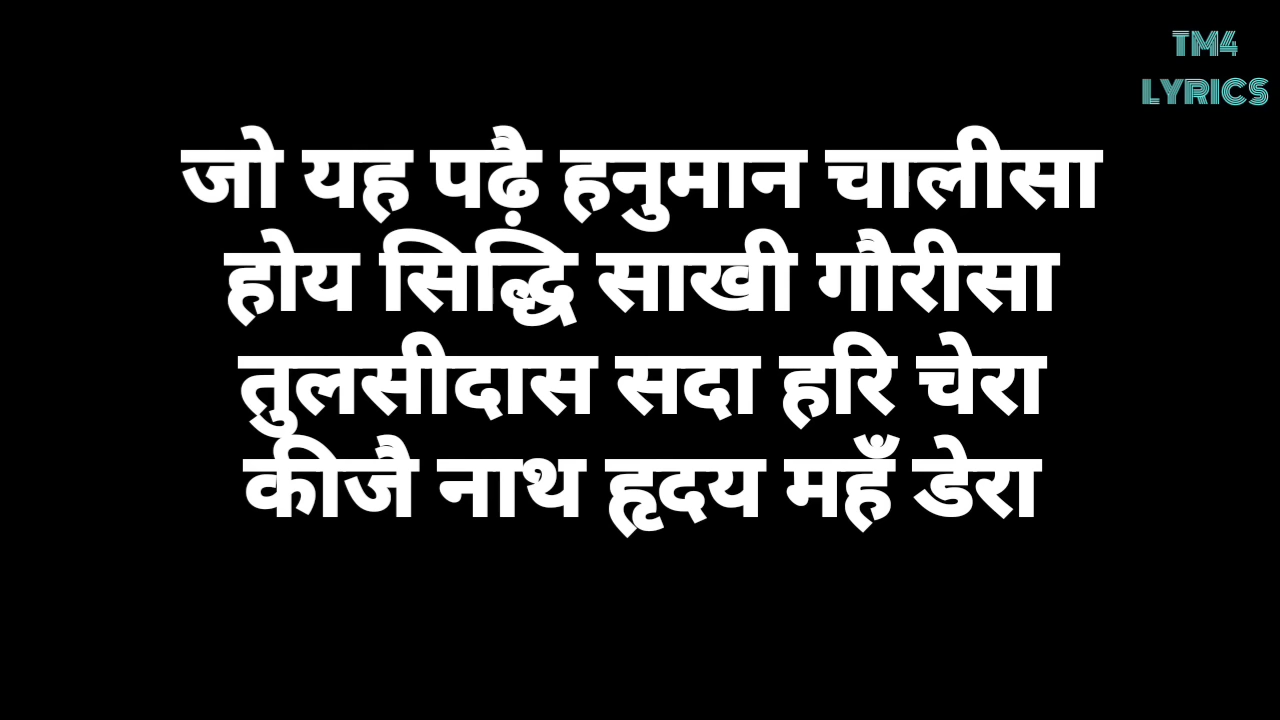 TM4
LYRICS
जो यह पढ़ै हनुमान चालीसा
होय सिद्धि साखी गौरीसा
तुलसीदास सदा हरि चेरा
कीजै नाथ हृदय महँ डेरा